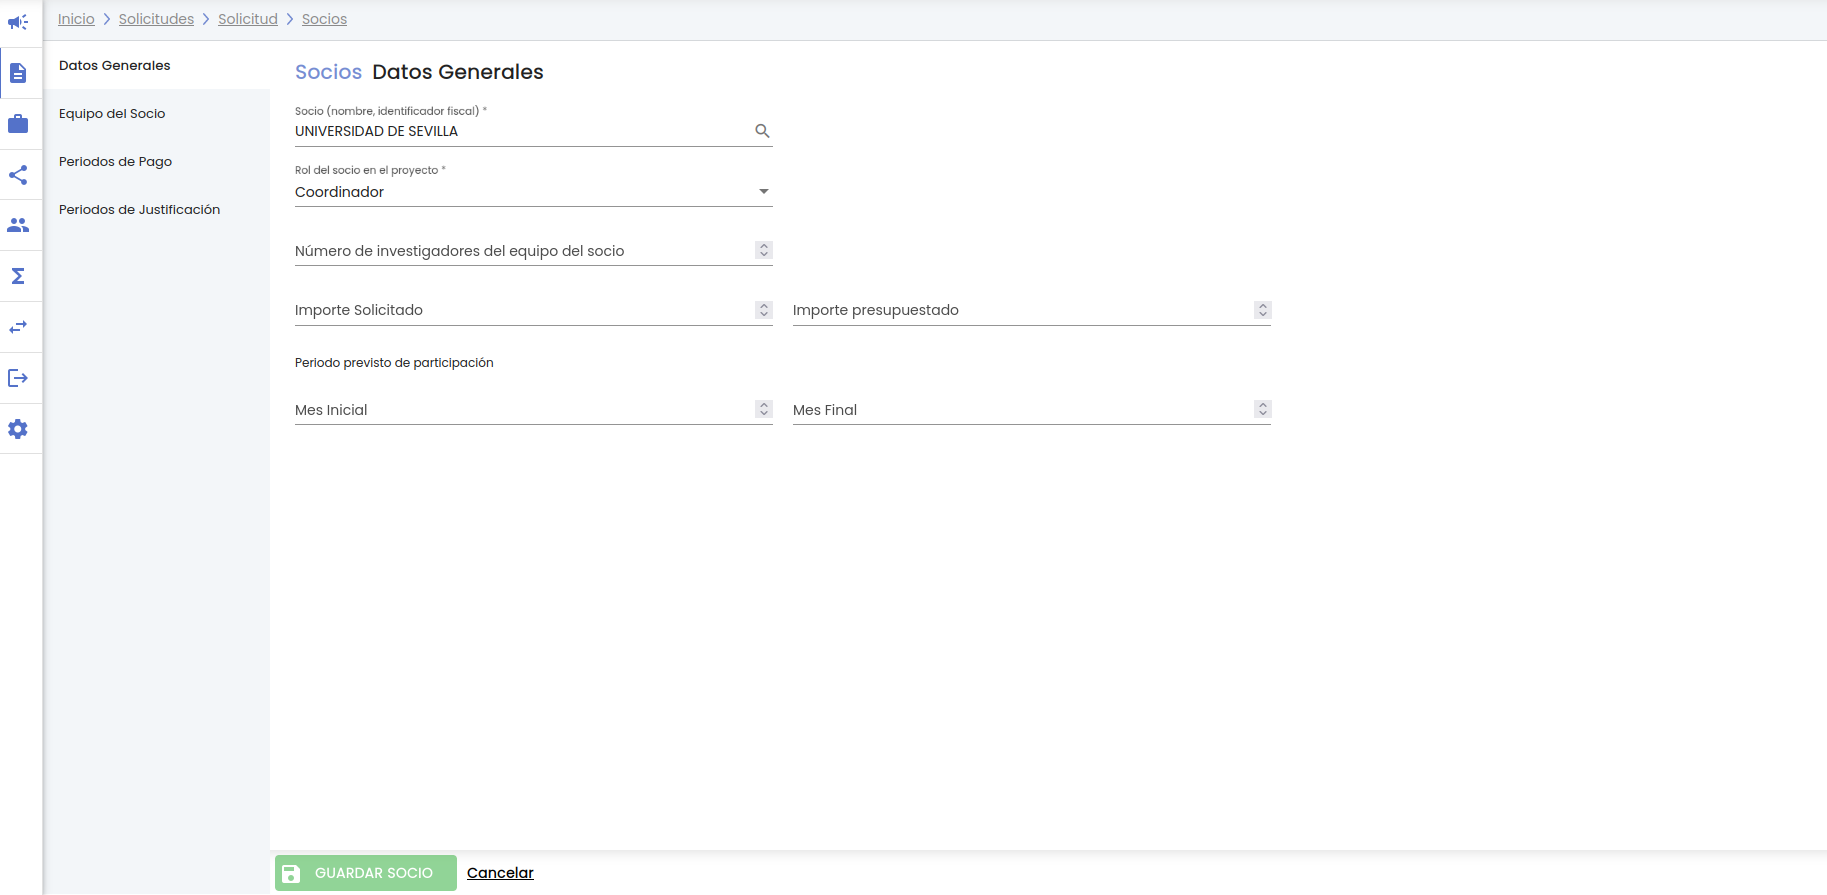 Inicio > Solicitudes > Solicitud > Socios
Datos Generales
Equipo del Socio
Periodos de Pago
Periodos de Justificación
Socios Datos Generales
Socio (nombre, identificador fiscal) *
UNIVERSIDAD DE SEVILLA
Rol del socio en el proyecto *
Coordinador
Número de investigadores del equipo del socio
Importe Solicitado
Importe presupuestado
Periodo previsto de participación
Mes Inicial
Mes Final
GUARDAR SOCIO
Cancelar